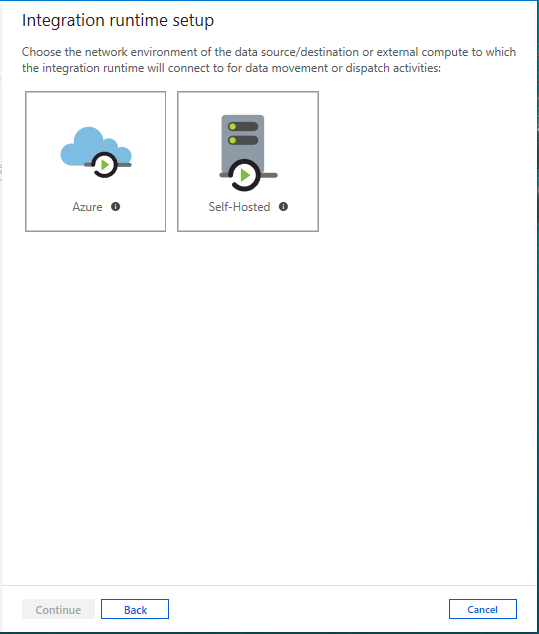 Integration runtime setup
Choose the network environment of the data source/destination or external compute to which
the integration runtime will connect to for data movement or dispatch activities:
Azure
Self-Hosted
Continue
Back
Cancel